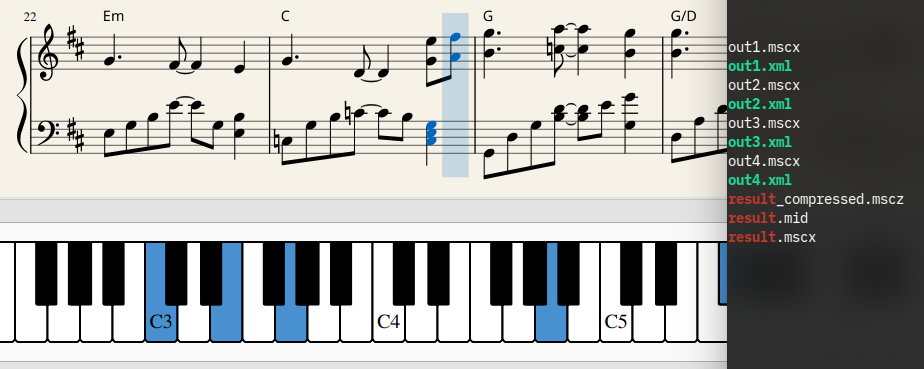 22 Em C G G/D
C3 C4 C5
out1.mscx
out1.xml
out2.mscx
out2.xml
out3.mscx
out3.xml
out4.mscx
out4.xml
result_compressed.mscz
result.mid
result.mscx